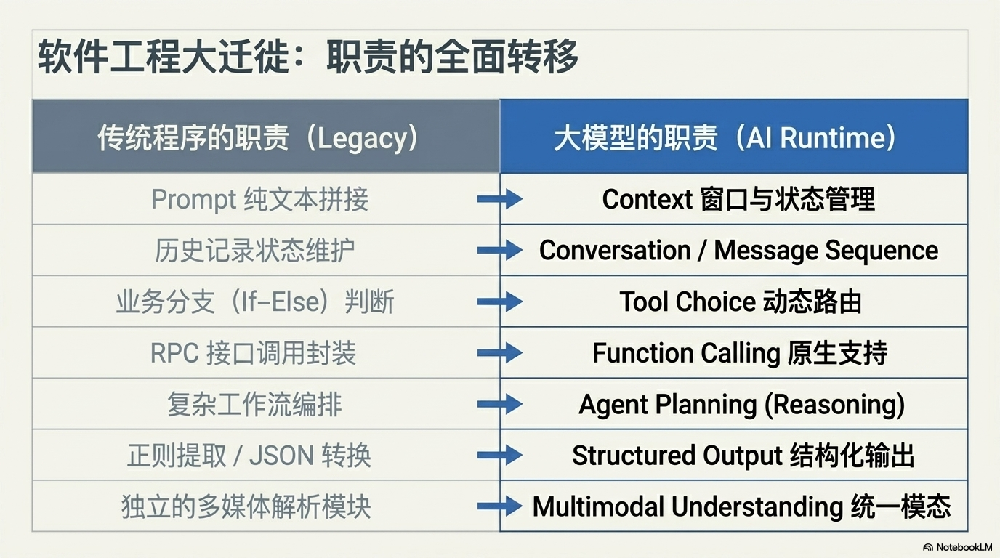 软件工程大迁徙：职责的全面转移
传统程序的职责（Legacy）
大模型的职责（AI Runtime）
Prompt 纯文本拼接
Context 窗口与状态管理
历史记录状态维护
Conversation / Message Sequence
业务分支（If-Else）判断
Tool Choice 动态路由
RPC 接口调用封装
Function Calling 原生支持
复杂工作流编排
Agent Planning (Reasoning)
正则提取 / JSON 转换
Structured Output 结构化输出
独立的多媒体解析模块
Multimodal Understanding 统一模态
NotebookLM